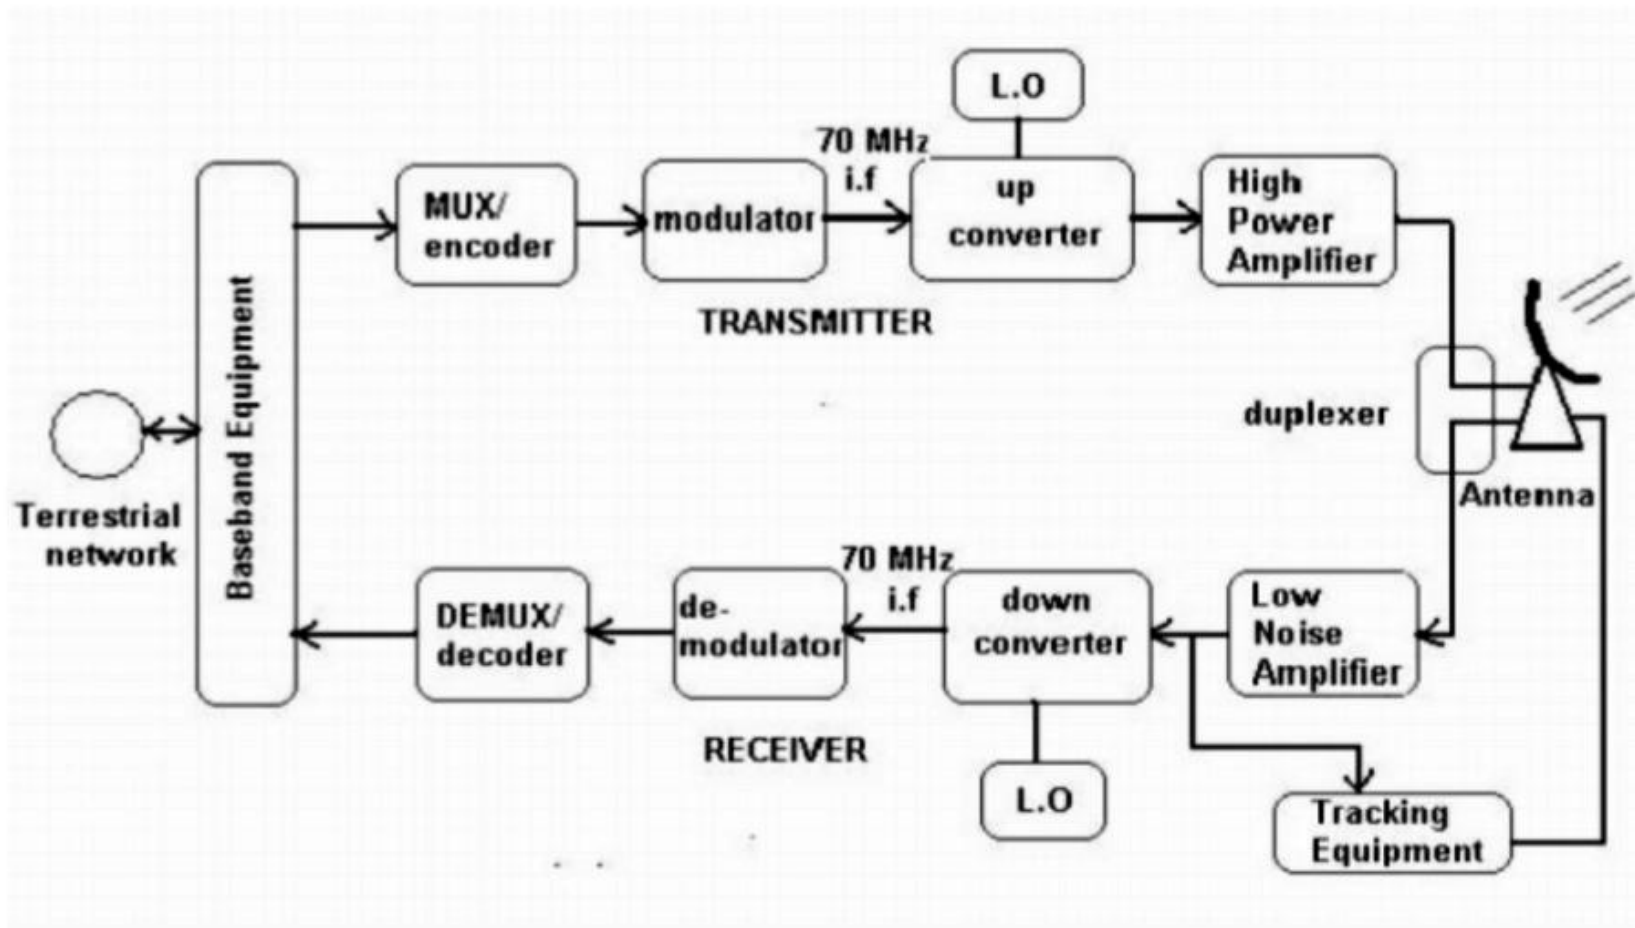 L.O
70 MHz
i.f
MUX/
encoder
modulator
up
converter
High
Power
Amplifier
TRANSMITTER
Baseband Equipment
duplexer
Antenna
Terrestrial
network
70 MHz
i.f
DEMUX/
decoder
de-
modulator
down
converter
Low
Noise
Amplifier
RECEIVER
L.O
Tracking
Equipment